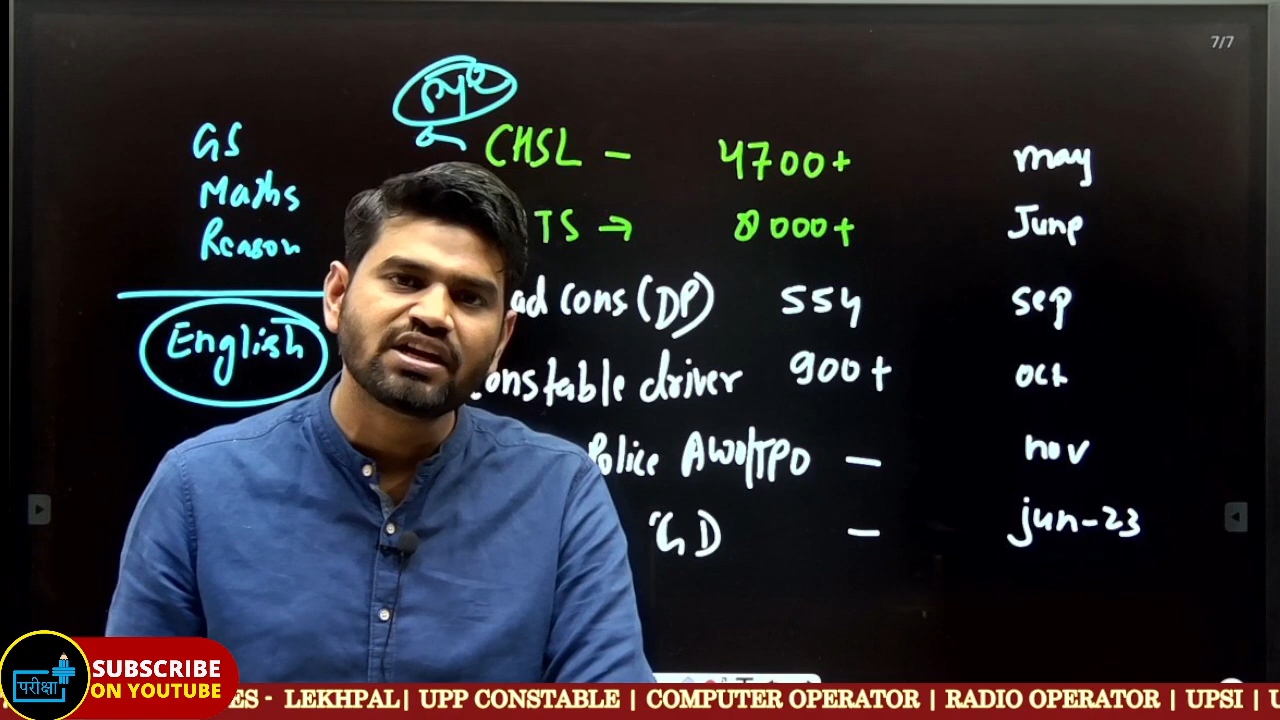 7/7
GS
Maths
Reason
English
CHSL - 4700+ may
TS → 8000+ June
ad cons (DP) 554 sep
constable driver 900+ oct
Police AWO/TPO - nov
GD - jun-23
परीक्षा
SUBSCRIBE
ON YOUTUBE
ES - LEKHPAL| UPP CONSTABLE | COMPUTER OPERATOR | RADIO OPERATOR | UPSI | U